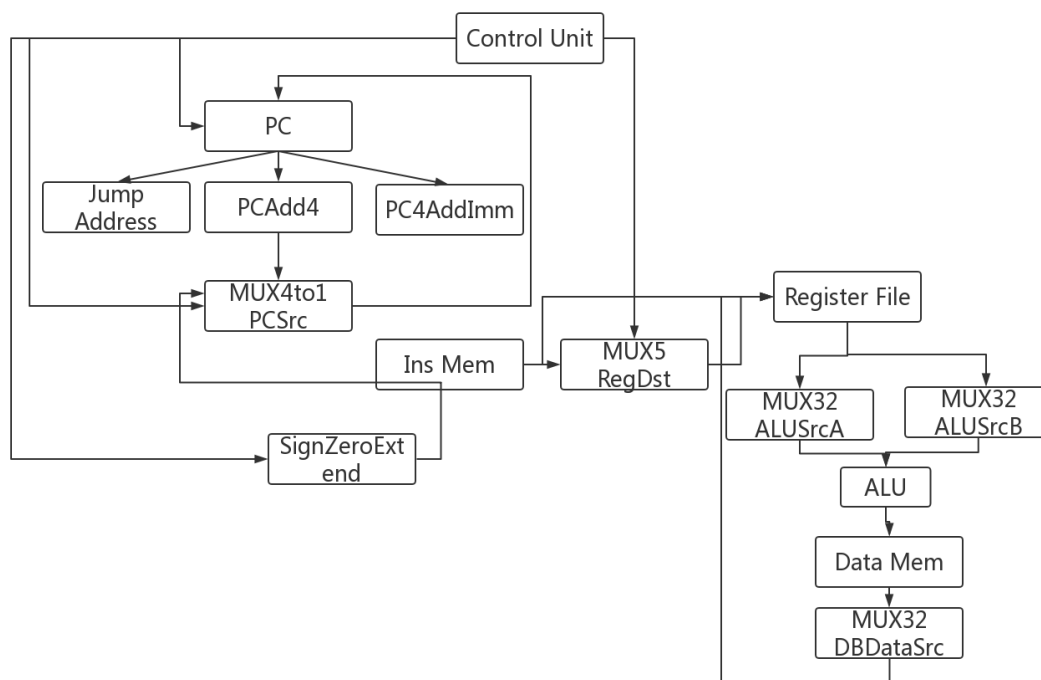 Control Unit
PC
Jump
Address
PCAdd4
PC4AddImm
MUX4to1
PCSrc
Register File
Ins Mem
MUX5
RegDst
MUX32
ALUSrcA
MUX32
ALUSrcB
SignZeroExt
end
ALU
Data Mem
MUX32
DBDataSrc